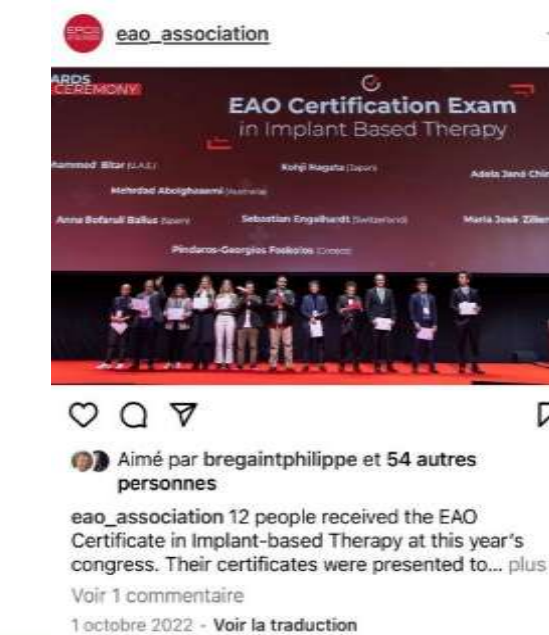 eao_association
ARDS
CEREMONY
EAO Certification Exam
in Implant Based Therapy
Kohji Nagata (Japan)
Adela Jané Chim
Mehrdad Abolghasemi (Australia)
Anna Bofarull Ballus (Spain)
Sebastian Engelhardt (Switzerland)
Maria José Ziller
Pindaros-Georgios Foskolos (Greece)
Aimé par bregaintphilippe et 54 autres
personnes
eao_association 12 people received the EAO
Certificate in Implant-based Therapy at this year's
congress. Their certificates were presented to... plus
Voir 1 commentaire
1 octobre 2022 - Voir la traduction